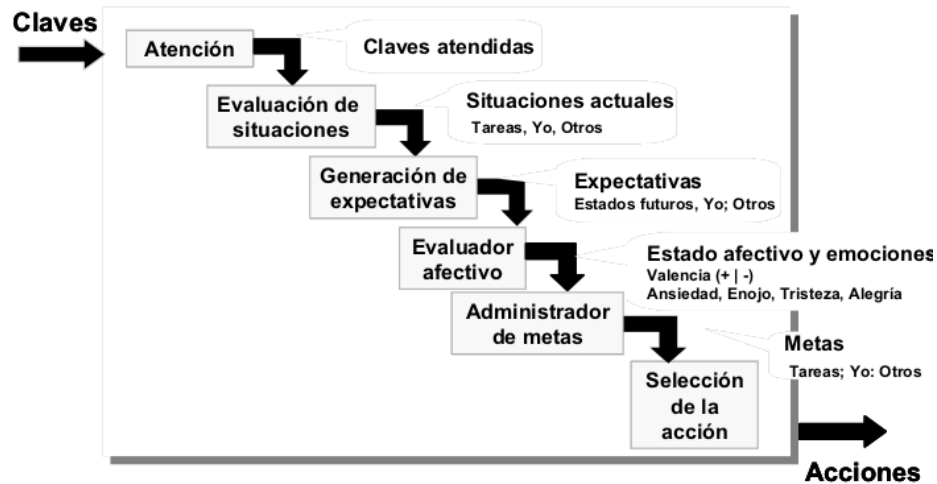 Claves
Atención
Claves atendidas
Evaluación de
situaciones
Situaciones actuales
Tareas, Yo, Otros
Generación de
expectativas
Expectativas
Estados futuros, Yo; Otros
Evaluador
afectivo
Estado afectivo y emociones
Valencia (+ | -)
Ansiedad, Enojo, Tristeza, Alegría
Administrador
de metas
Metas
Tareas; Yo: Otros
Selección
de la
acción
Acciones